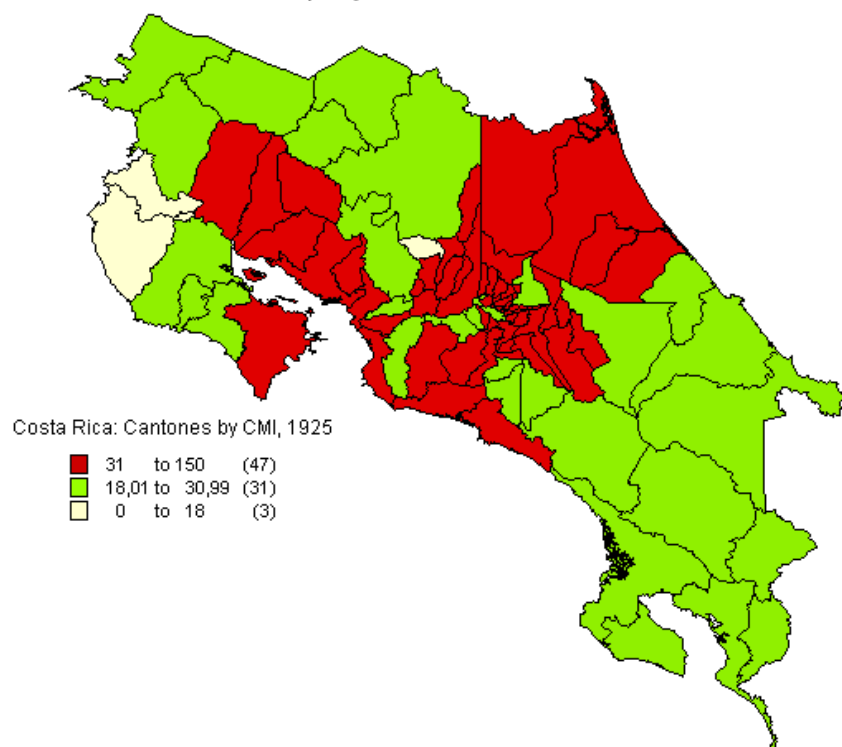 Costa Rica: Cantones by CMI, 1925
31 to 150 (47)
18,01 to 30,99 (31)
0 to 18 (3)